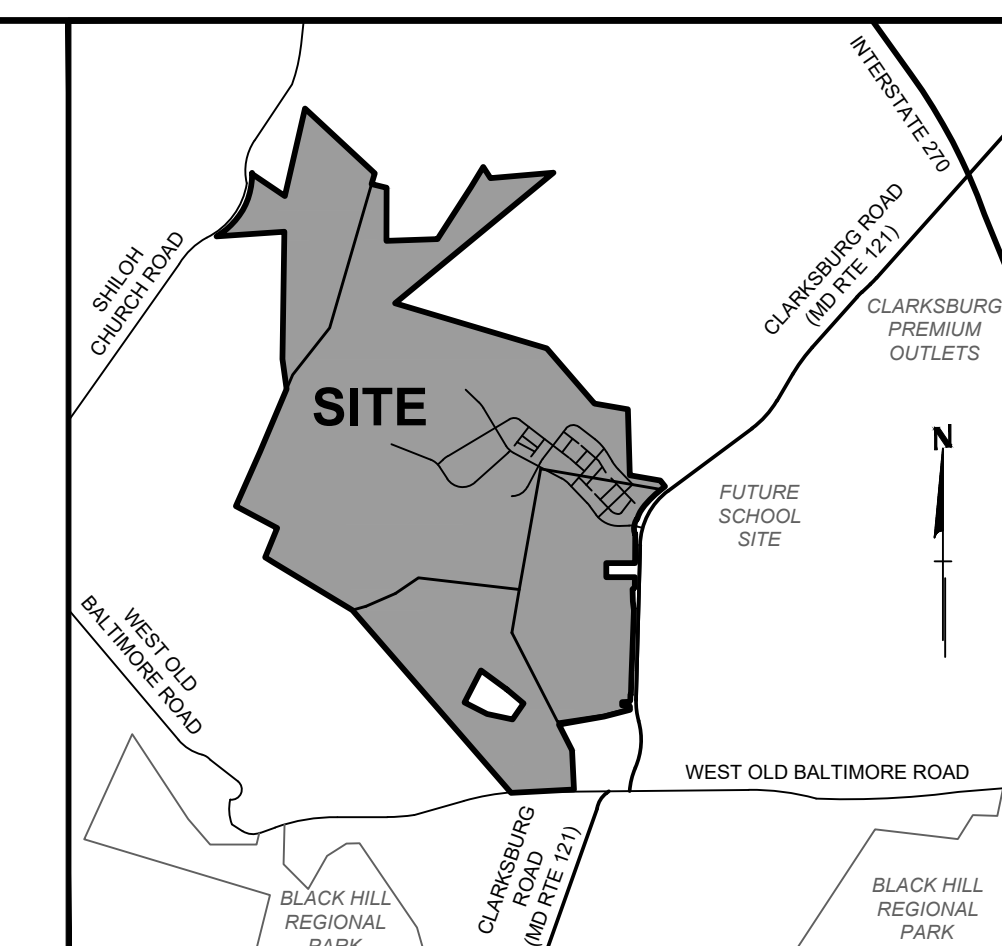 INTERSTATE 270
CLARKSBURG ROAD
(MD RTE 121)
SHILOH
CHURCH ROAD
CLARKSBURG
PREMIUM
OUTLETS
SITE
N
FUTURE
SCHOOL
SITE
WEST OLD
BALTIMORE ROAD
WEST OLD BALTIMORE ROAD
CLARKSBURG
ROAD
(MD RTE 121)
BLACK HILL
REGIONAL
PARK
BLACK HILL
REGIONAL
PARK